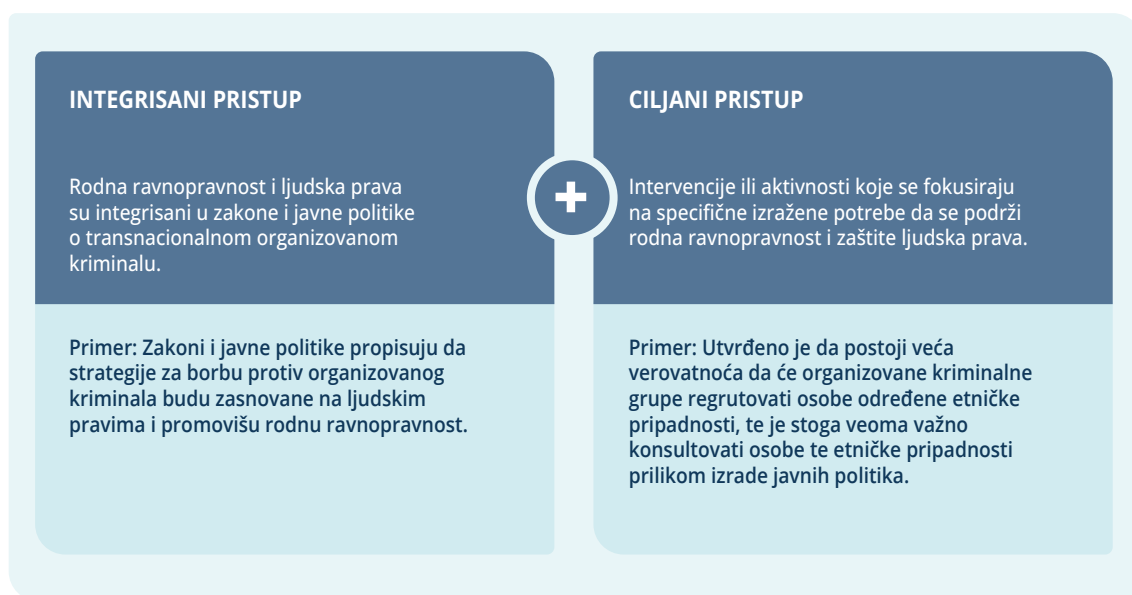 INTEGRISANI PRISTUP
Rodna ravnopravnost i ljudska prava
su integrisani u zakone i javne politike
o transnacionalnom organizovanom
kriminalu.
Primer: Zakoni i javne politike propisuju da
strategije za borbu protiv organizovanog
kriminala budu zasnovane na ljudskim
pravima i promovišu rodnu ravnopravnost.
+
CILJANI PRISTUP
Intervencije ili aktivnosti koje se fokusiraju
na specifične izražene potrebe da se podrži
rodna ravnopravnost i zaštite ljudska prava.
Primer: Utvrđeno je da postoji veća
verovatnoća da će organizovane kriminalne
grupe regrutovati osobe određene etničke
pripadnosti, te je stoga veoma važno
konsultovati osobe te etničke pripadnosti
prilikom izrade javnih politika.